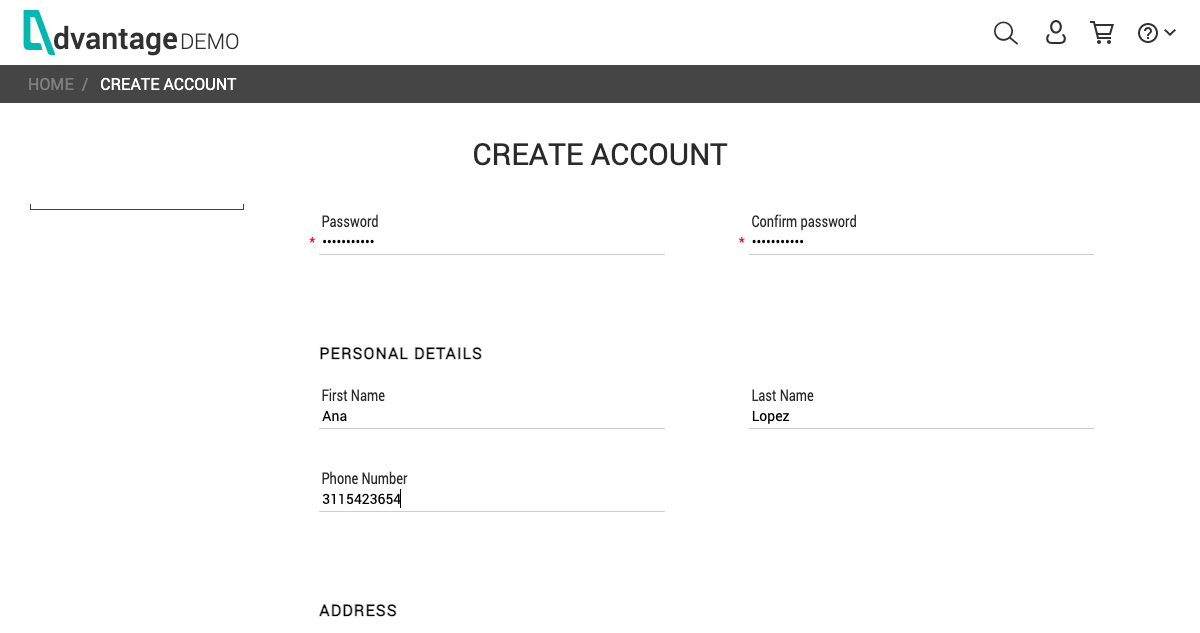 dvantage DEMO
HOME / CREATE ACCOUNT
CREATE ACCOUNT
Password Confirm password
* ••••••••••• * •••••••••••
PERSONAL DETAILS
First Name Last Name
Ana Lopez
Phone Number
3115423654
ADDRESS